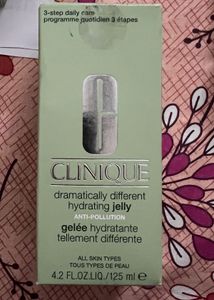 3-step daily care
programme quotidien 3 étapes
CLINIQUE
dramatically different
hydrating jelly
ANTI-POLLUTION
gelée hydratante
tellement différente
ALL SKIN TYPES
TOUS TYPES DE PEAU
4.2 FL.OZ.LIQ./125 ml e